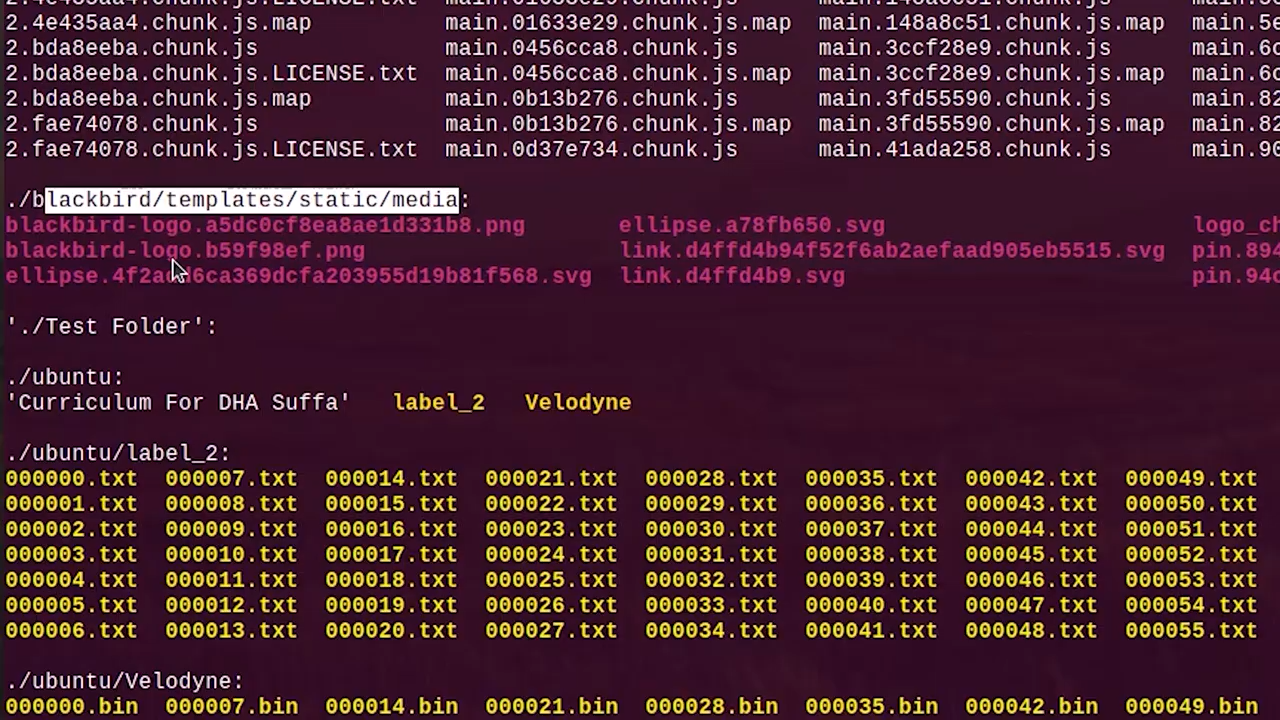 2.4e435aa4.chunk.js.LICENSE.txt
2.4e435aa4.chunk.js.map main.01633e29.chunk.js.map main.148a8c51.chunk.js.map
2.bda8eeba.chunk.js main.0456cca8.chunk.js main.3ccf28e9.chunk.js
2.bda8eeba.chunk.js.LICENSE.txt main.0456cca8.chunk.js.map main.3ccf28e9.chunk.js.map
2.bda8eeba.chunk.js.map main.0b13b276.chunk.js main.3fd55590.chunk.js
2.fae74078.chunk.js main.0b13b276.chunk.js.map main.3fd55590.chunk.js.map
2.fae74078.chunk.js.LICENSE.txt main.0d37e734.chunk.js main.41ada258.chunk.js
./blackbird/templates/static/media:
blackbird-logo.a5dc0cf8ea8ae1d331b8.png ellipse.a78fb650.svg
blackbird-logo.b59f98ef.png link.d4ffd4b94f52f6ab2aefaad905eb5515.svg
link.d4ffd4b9.svg
'./Test Folder':
./ubuntu:
'Curriculum For DHA Suffa' label_2 Velodyne
./ubuntu/label_2:
000000.txt 000007.txt 000014.txt 000021.txt 000028.txt 000035.txt 000042.txt 000049.txt
000001.txt 000008.txt 000015.txt 000022.txt 000029.txt 000036.txt 000043.txt 000050.txt
000002.txt 000009.txt 000016.txt 000023.txt 000030.txt 000037.txt 000044.txt 000051.txt
000003.txt 000010.txt 000017.txt 000024.txt 000031.txt 000038.txt 000045.txt 000052.txt
000004.txt 000011.txt 000018.txt 000025.txt 000032.txt 000039.txt 000046.txt 000053.txt
000005.txt 000012.txt 000019.txt 000026.txt 000033.txt 000040.txt 000047.txt 000054.txt
000006.txt 000013.txt 000020.txt 000027.txt 000034.txt 000041.txt 000048.txt 000055.txt
./ubuntu/Velodyne:
000000.bin 000007.bin 000014.bin 000021.bin 000028.bin 000035.bin 000042.bin 000049.bin